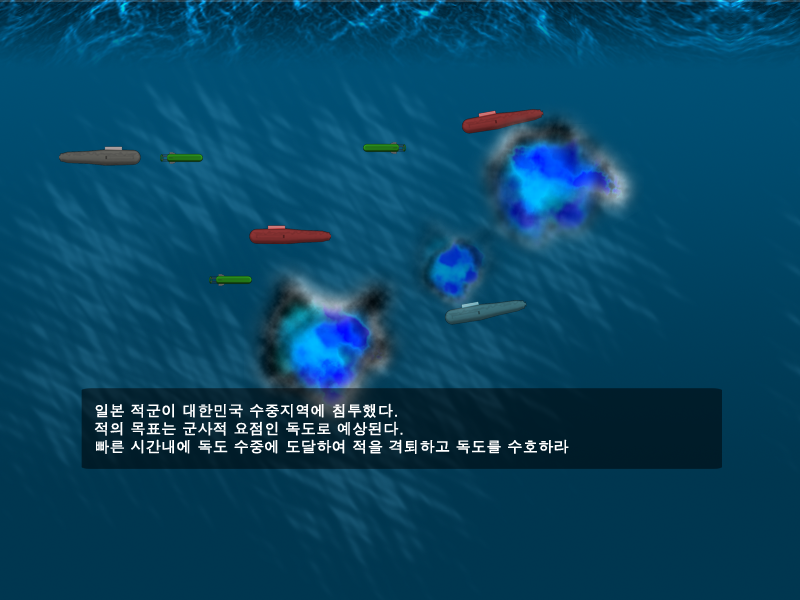 일본 적군이 대한민국 수중지역에 침투했다.
적의 목표는 군사적 요점인 독도로 예상된다.
빠른 시간내에 독도 수중에 도달하여 적을 격퇴하고 독도를 수호하라